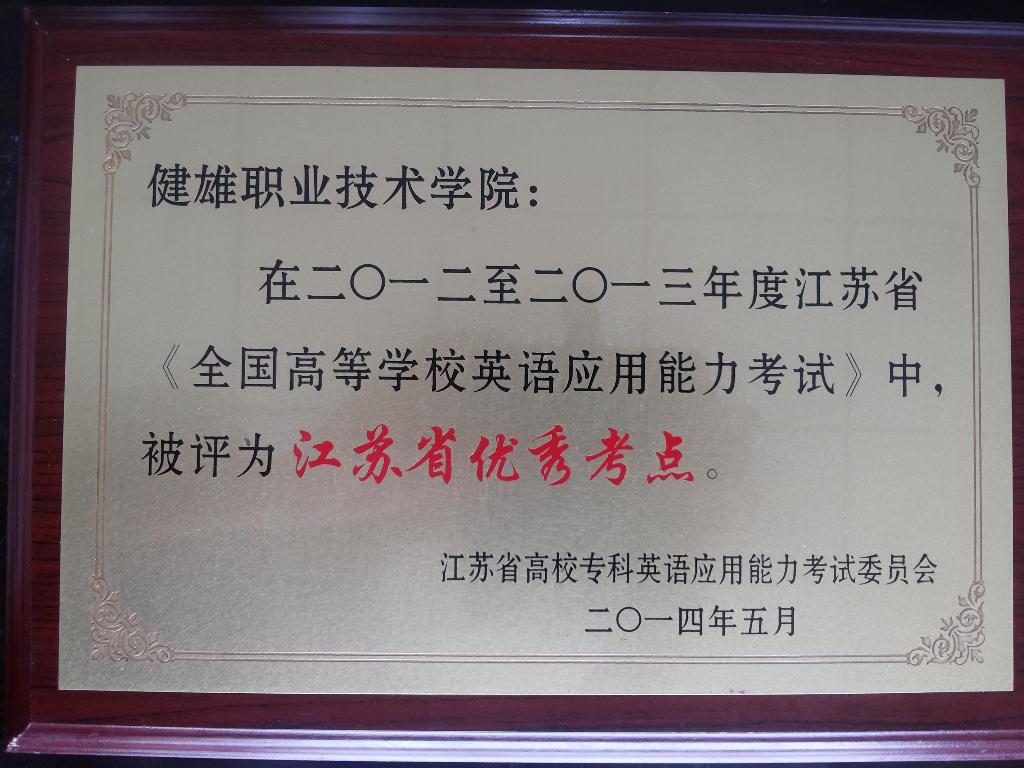 健雄职业技术学院：
在二〇一二至二〇一三年度江苏省
《全国高等学校英语应用能力考试》中，
被评为江苏省优秀考点。
江苏省高校专科英语应用能力考试委员会
二〇一四年五月